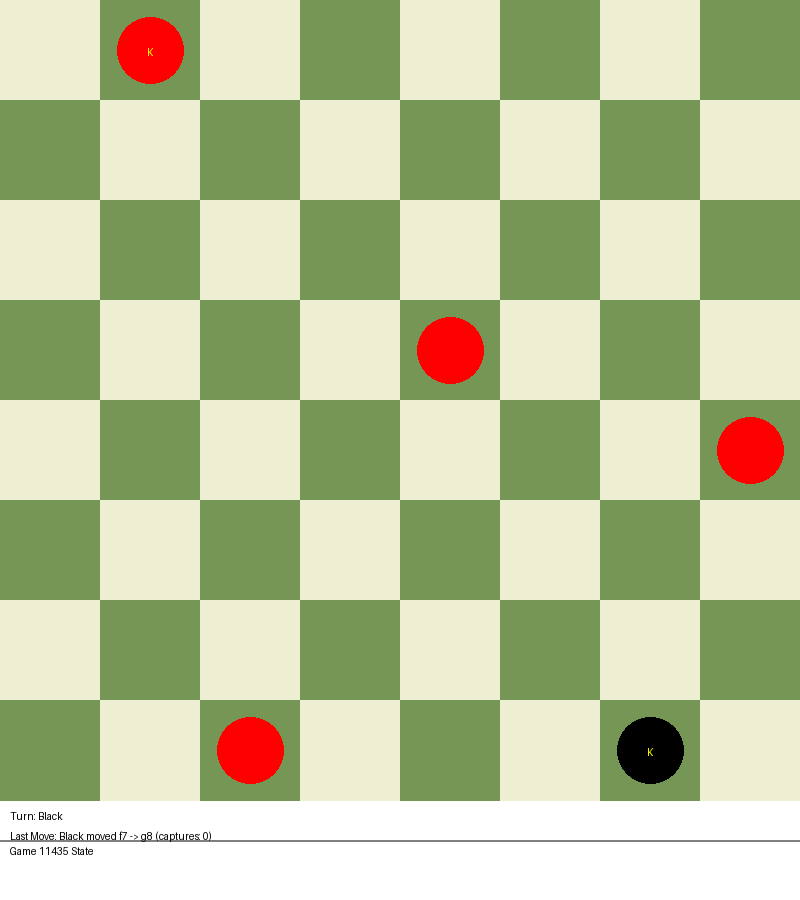 K
K
Turn: Black
Last Move: Black moved f7 -> g8 (captures: 0)
Game 11435 State